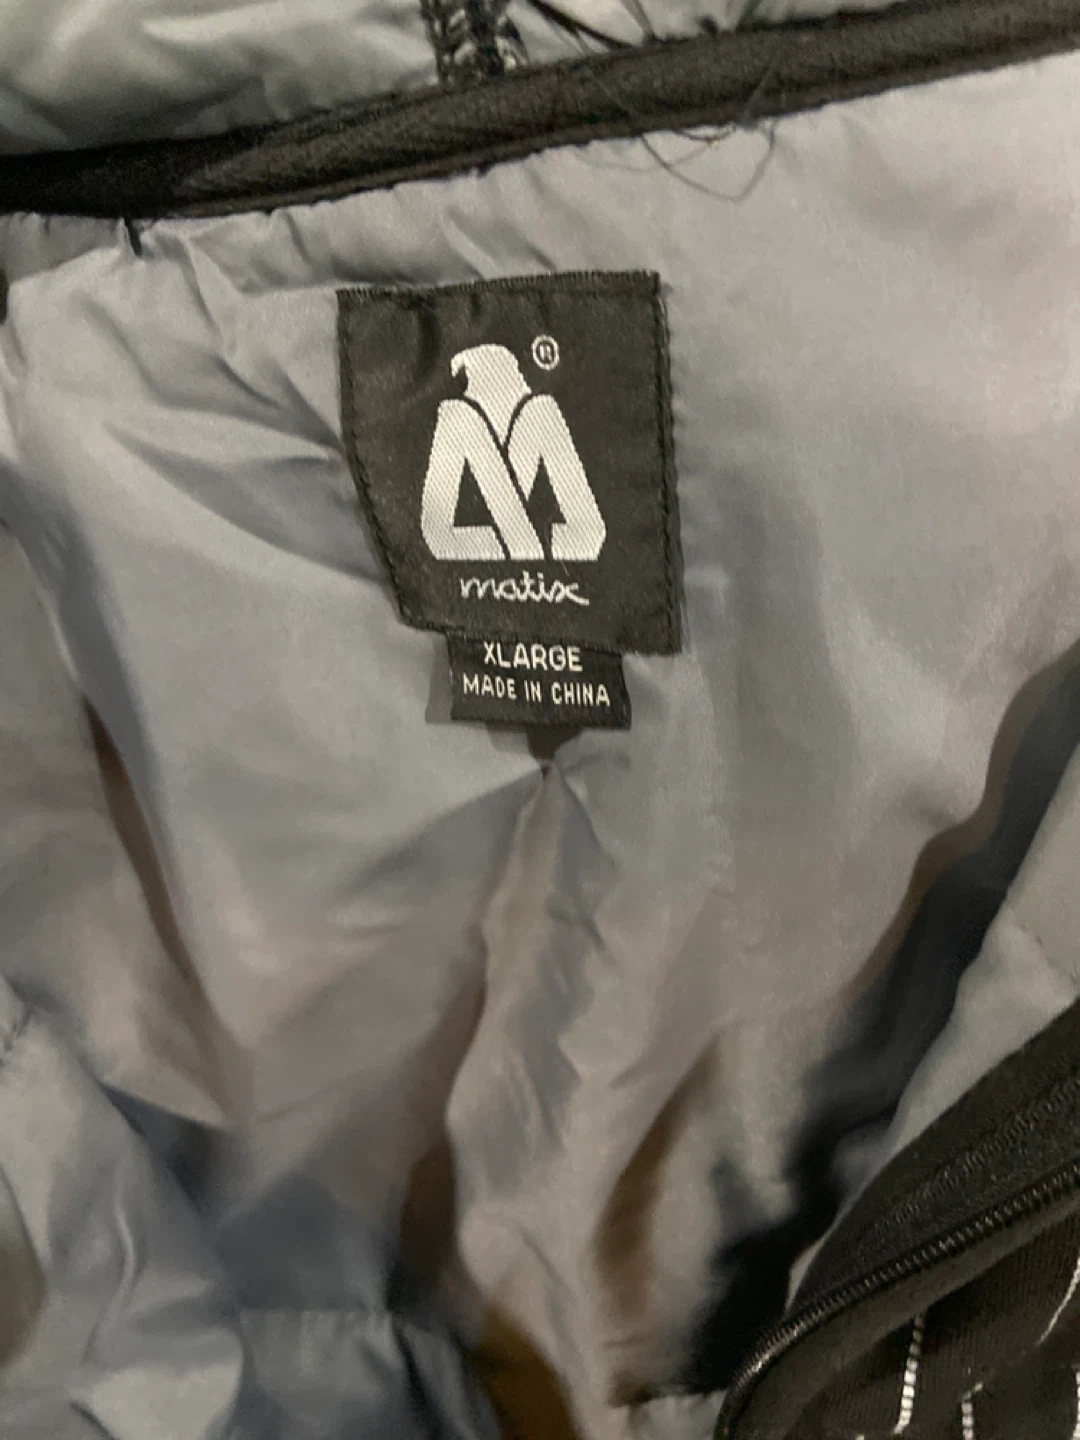 ®
matix
XLARGE
MADE IN CHINA